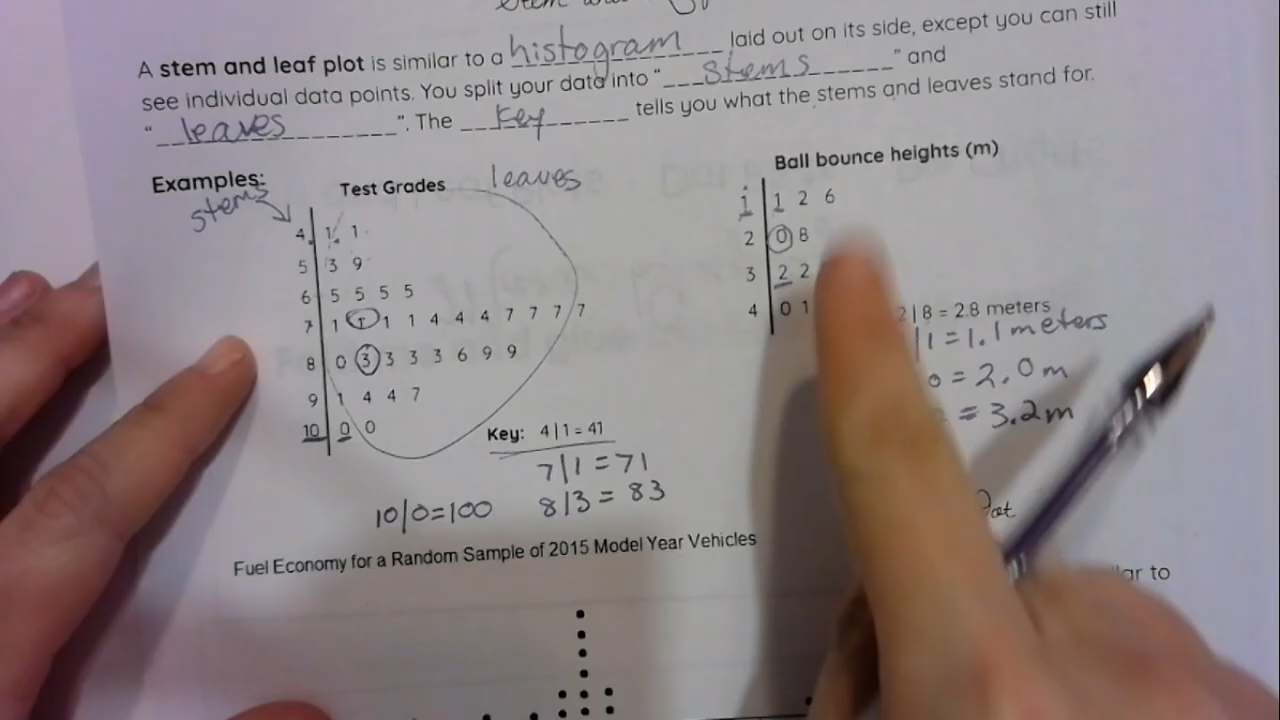 A stem and leaf plot is similar to a histogram laid out on its side, except you can still
see individual data points. You split your data into "stems" and
"leaves". The key tells you what the stems and leaves stand for.
Examples:
stems
Test Grades
leaves
4 | 1 1
5 | 3 9
6 | 5 5 5 5
7 | 1 1 1 1 4 4 4 7 7 7 7
8 | 0 3 3 3 3 6 9 9
9 | 1 4 4 7
10 | 0 0
Key: 4|1 = 41
7|1 = 71
8|3 = 83
10|0=100
Ball bounce heights (m)
1 | 1 2 6
2 | 0 8
3 | 2 2
4 | 0 1
2|8 = 2.8 meters
|1 = 1.1 meters
0 = 2.0m
= 3.2m
Fuel Economy for a Random Sample of 2015 Model Year Vehicles
to